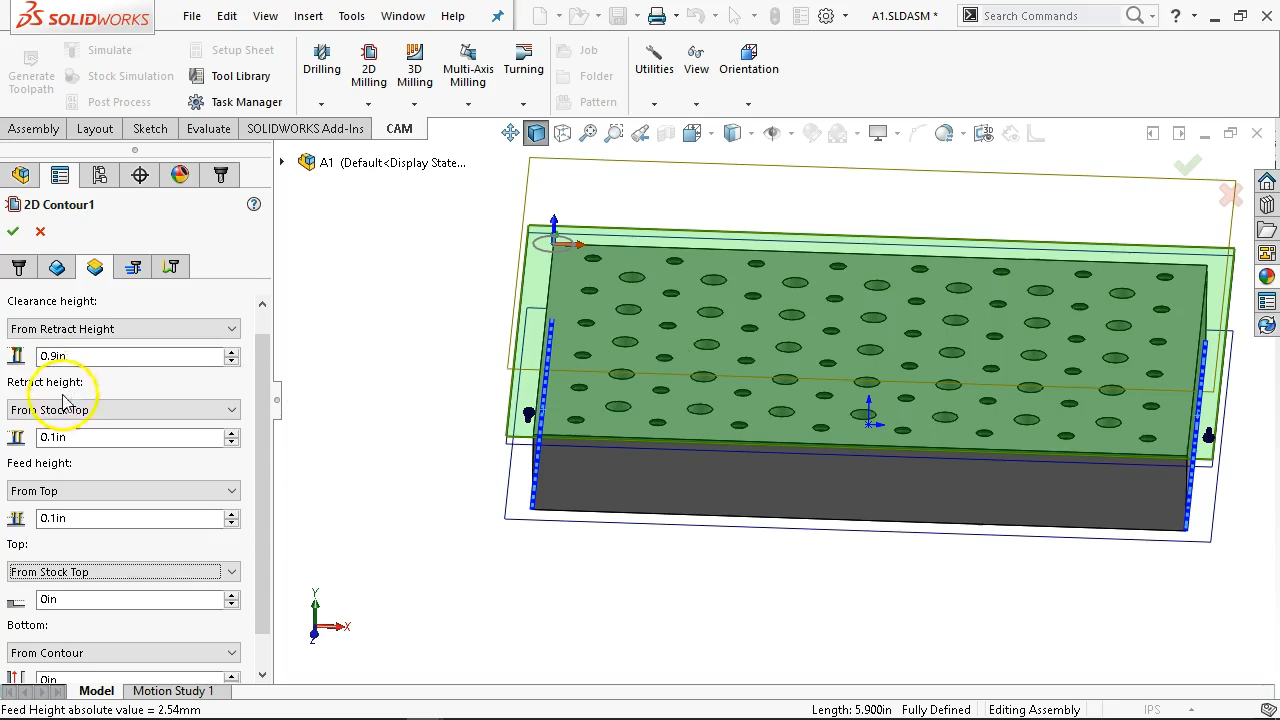 SOLIDWORKS
File Edit View Insert Tools Window Help
A1.SLDASM *
Search Commands
?
Generate Toolpath
Simulate
Stock Simulation
Post Process
Setup Sheet
Tool Library
Task Manager
Drilling
2D Milling
3D Milling
Multi-Axis Milling
Turning
Job
Folder
Pattern
Utilities
View
Orientation
Assembly Layout Sketch Evaluate SOLIDWORKS Add-Ins CAM
A1 (Default<Display State...
2D Contour1
?
Clearance height:
From Retract Height
0.9in
Retract height:
From Stock Top
0.1in
Feed height:
From Top
0.1in
Top:
From Stock Top
0in
Bottom:
From Contour
0in
Y
X
Z
Model Motion Study 1
Feed Height absolute value = 2.54mm
Length: 5.900in Fully Defined Editing Assembly IPS